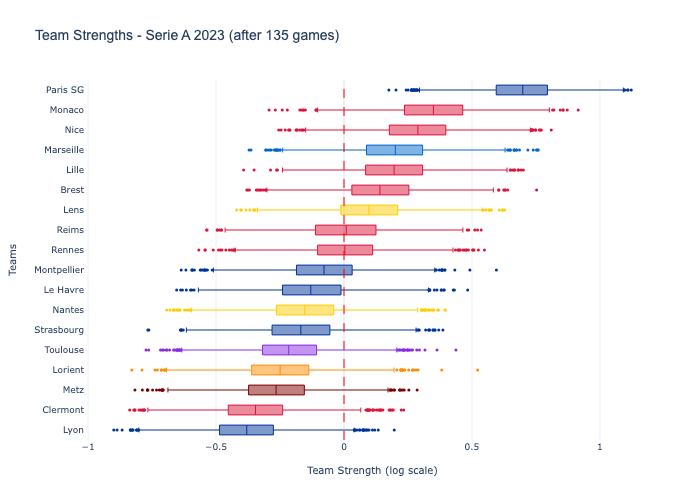 Team Strengths - Serie A 2023 (after 135 games)
Paris SG
Monaco
Nice
Marseille
Lille
Brest
Lens
Reims
Rennes
Montpellier
Le Havre
Nantes
Strasbourg
Toulouse
Lorient
Metz
Clermont
Lyon
Teams
−1
−0.5
0
0.5
1
Team Strength (log scale)